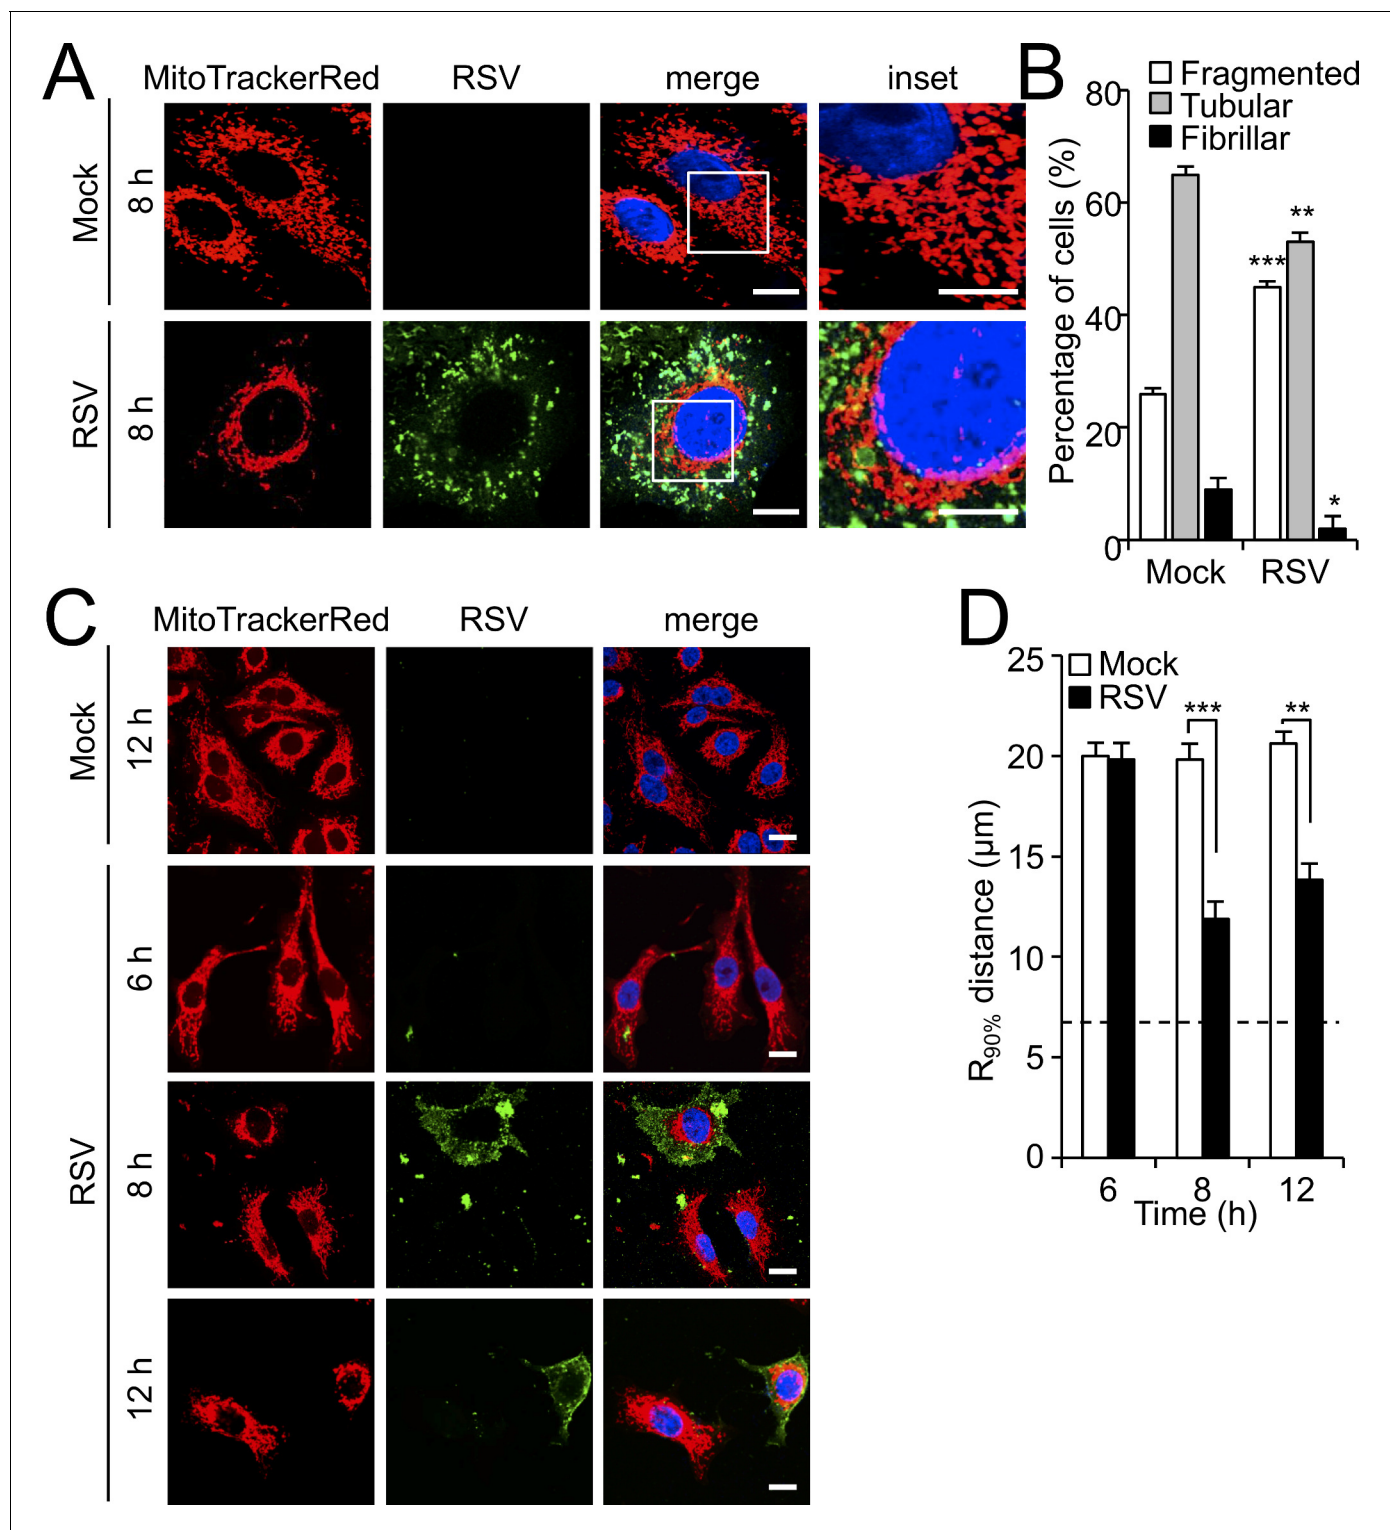 A
MitoTrackerRed RSV merge inset
Mock
8 h
RSV
8 h
B
Fragmented
Tubular
Fibrillar
80
60
40
20
0
Percentage of cells (%)
***
**
*
Mock RSV
C
MitoTrackerRed RSV merge
Mock
12 h
RSV
6 h
8 h
12 h
D
Mock
RSV
25
20
15
10
5
0
R90% distance (µm)
***
**
6 8 12
Time (h)